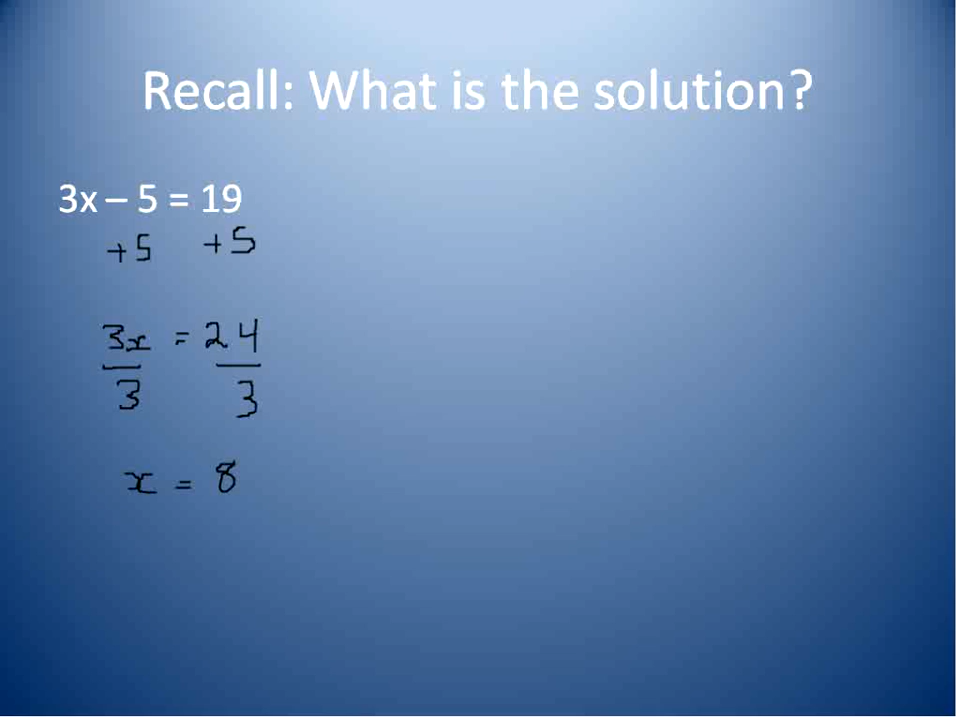 Recall: What is the solution?
3x – 5 = 19
+5 +5
3x = 24
3 3
x = 8